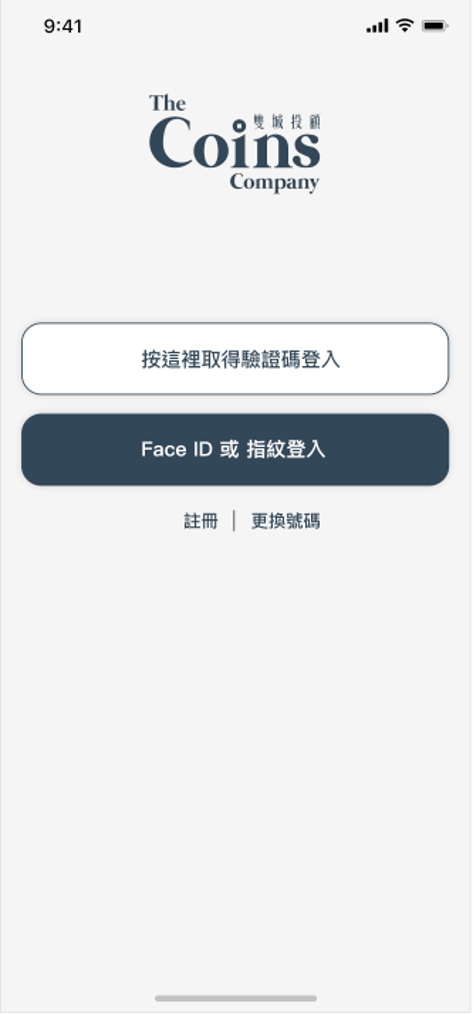 9:41
The
雙城投顧
Coins
Company
按這裡取得驗證碼登入
Face ID 或 指紋登入
註冊 | 更換號碼